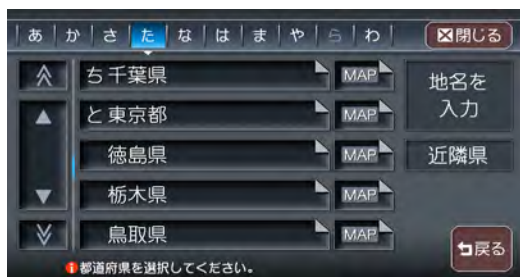 あ か さ た な は ま や ら わ 閉じる
ち千葉県 MAP
と東京都 MAP
徳島県 MAP
栃木県 MAP
鳥取県 MAP
地名を
入力
近隣県
戻る
都道府県を選択してください。